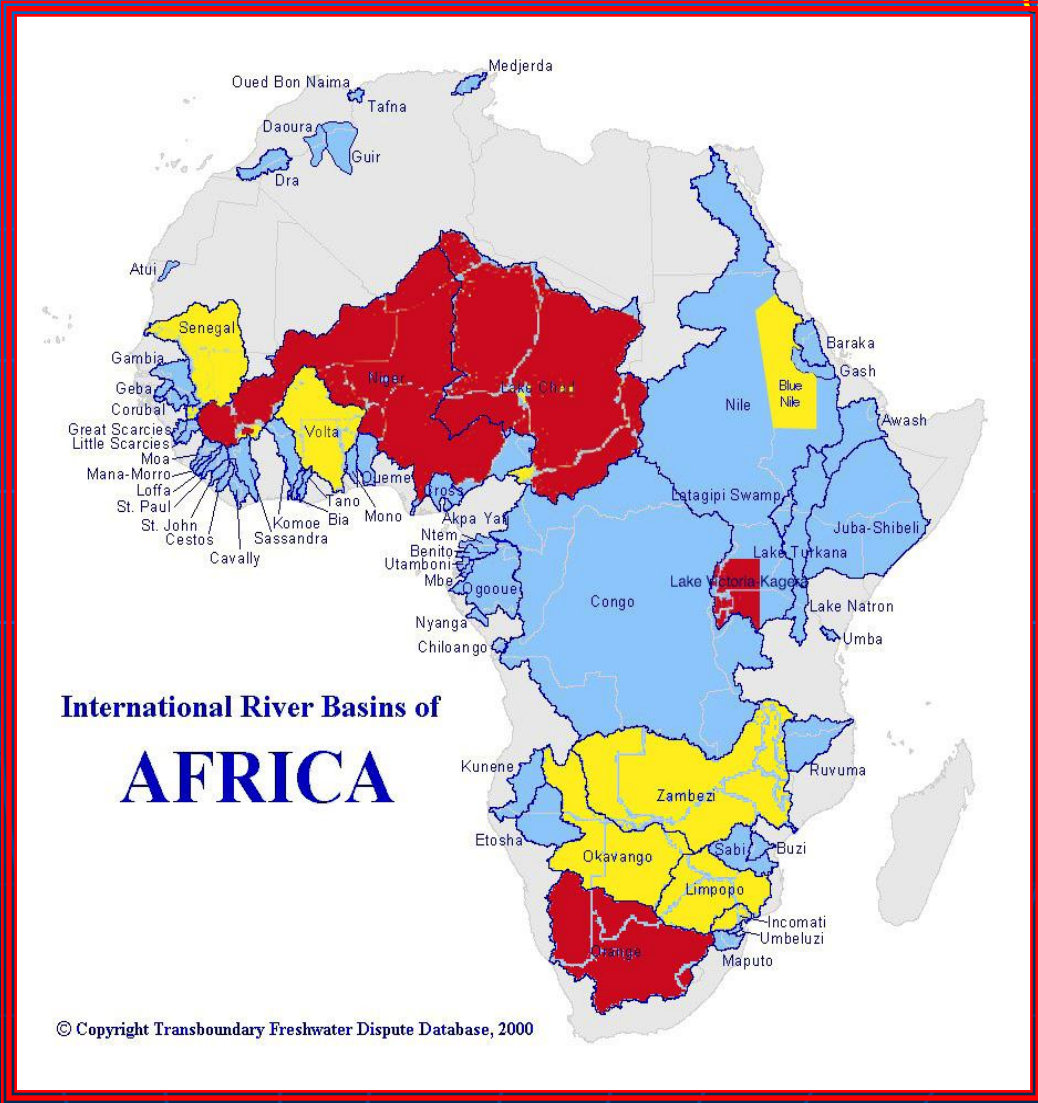 Medjerda
Oued Bon Naima
Tafna
Daoura
Guir
Dra
Atui
Senegal
Gambia
Geba
Corubal
Great Scarcies
Little Scarcies
Moa
Mana-Morro
Loffa
St. Paul
St. John
Cestos
Cavally
Sassandra
Komoe
Bia
Tano
Volta
Mono
Oueme
Niger
Lake Chad
Cross
Akpa Yafi
Ntem
Benito
Utamboni
Mbe
Ogooue
Nyanga
Chiloango
Congo
Nile
Blue
Nile
Baraka
Gash
Awash
Latagipi Swamp
Juba-Shibeli
Lake Turkana
Lake Victoria-Kagera
Lake Natron
Umba
International River Basins of
AFRICA
Kunene
Etosha
Zambezi
Ruvuma
Okavango
Sabi
Buzi
Limpopo
Incomati
Umbeluzi
Maputo
Orange
© Copyright Transboundary Freshwater Dispute Database, 2000